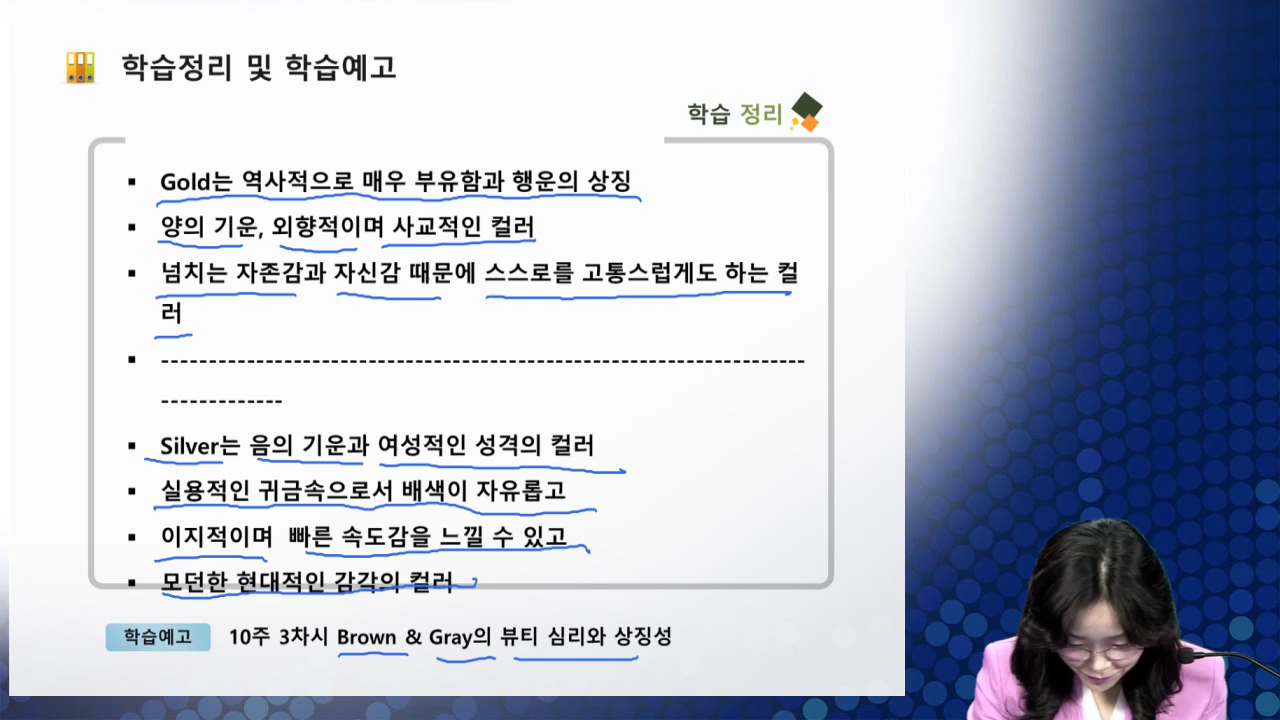 학습정리 및 학습예고
학습 정리
▪ Gold는 역사적으로 매우 부유함과 행운의 상징
▪ 양의 기운, 외향적이며 사교적인 컬러
▪ 넘치는 자존감과 자신감 때문에 스스로를 고통스럽게도 하는 컬
러
▪ ---------------------------------------------------------------------
-------------
▪ Silver는 음의 기운과 여성적인 성격의 컬러
▪ 실용적인 귀금속으로서 배색이 자유롭고
▪ 이지적이며 빠른 속도감을 느낄 수 있고
▪ 모던한 현대적인 감각의 컬러
학습예고 10주 3차시 Brown & Gray의 뷰티 심리와 상징성